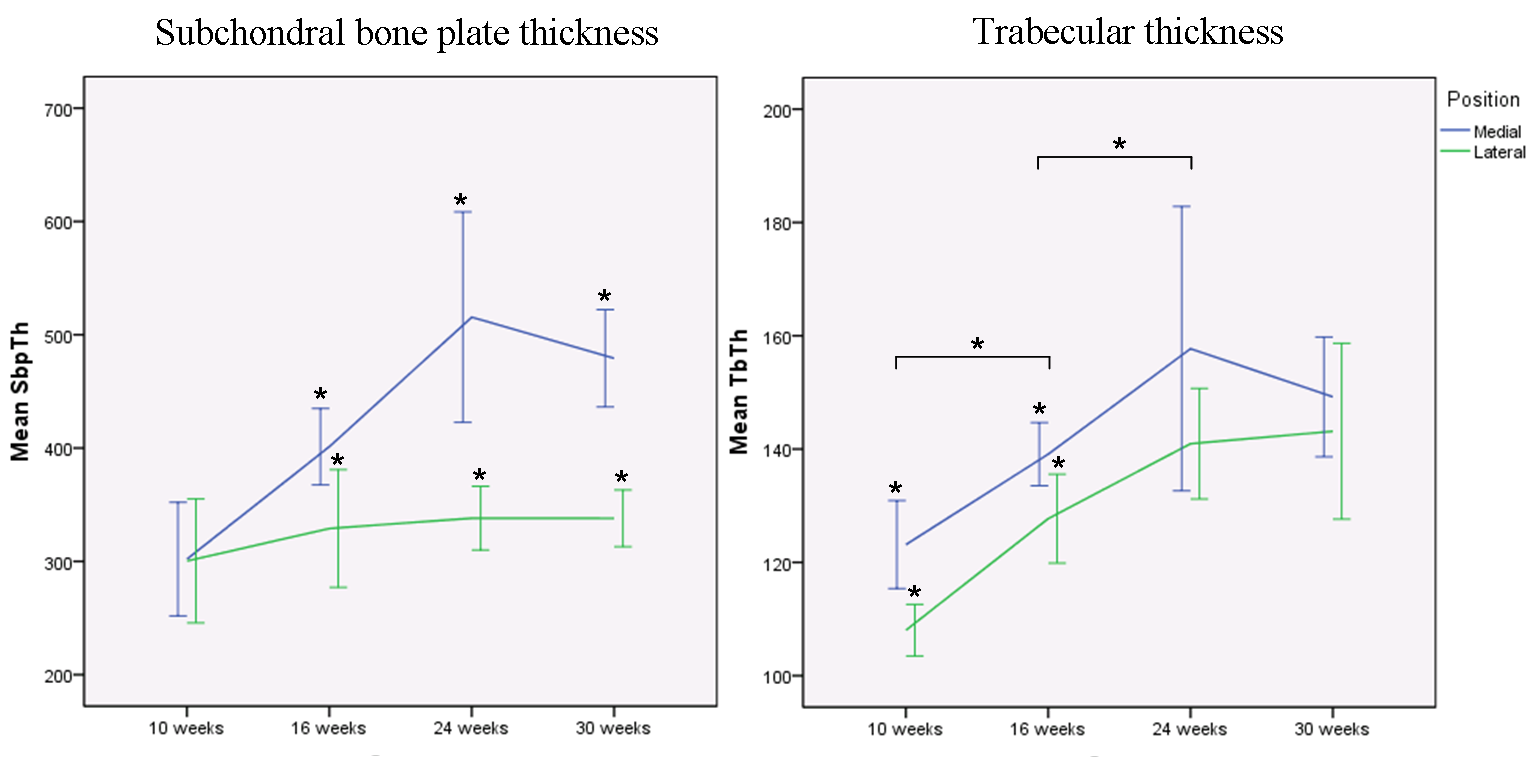 Subchondral bone plate thickness
700
600
500
400
300
200
Mean SbpTh
*
*
*
*
*
*
10 weeks
16 weeks
24 weeks
30 weeks
Trabecular thickness
200
180
160
140
120
100
Mean TbTh
*
*
*
*
*
*
10 weeks
16 weeks
24 weeks
30 weeks
Position
Medial
Lateral